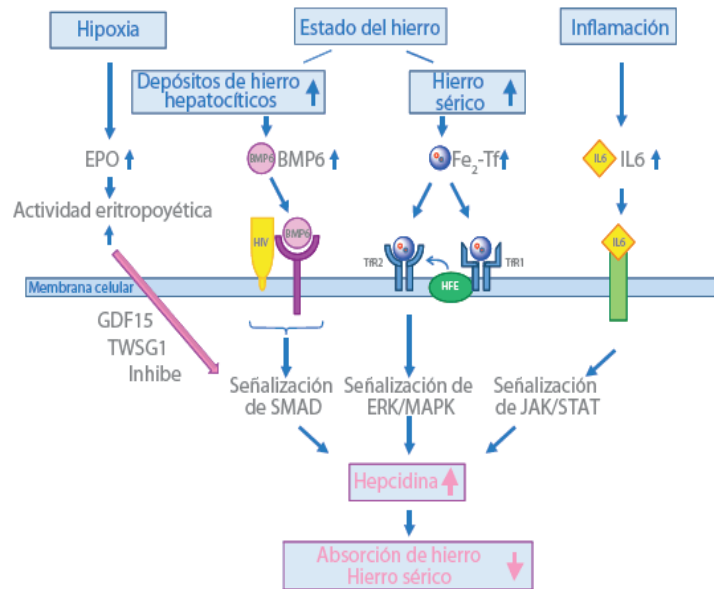 Hipoxia
Estado del hierro
Inflamación
Depósitos de hierro
hepatocíticos
Hierro
sérico
EPO
BMP6 BMP6
Fe2-Tf
IL6 IL6
Actividad eritropoyética
HIV
BMP6
IL6
TfR2
HFE
TfR1
Membrana celular
GDF15
TWSG1
Inhibe
Señalización
de SMAD
Señalización de
ERK/MAPK
Señalización
de JAK/STAT
Hepcidina
Absorción de hierro
Hierro sérico